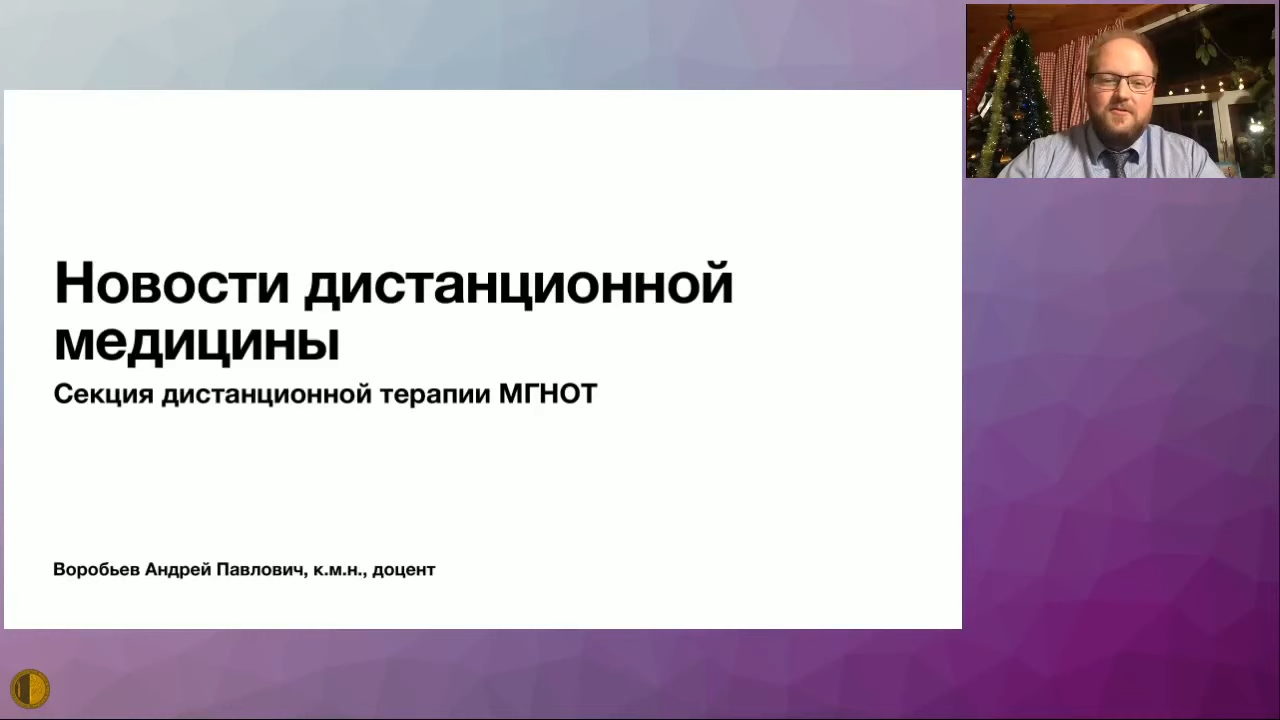 Новости дистанционной
медицины
Секция дистанционной терапии МГНОТ
Воробьев Андрей Павлович, к.м.н., доцент